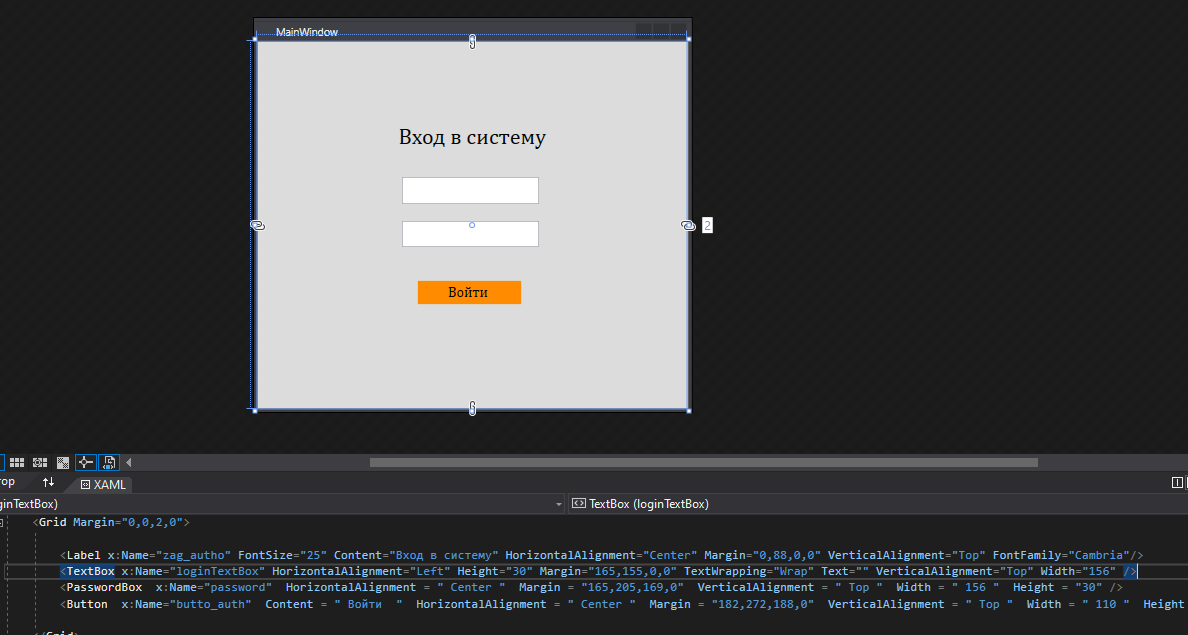 MainWindow
Вход в систему
2
Войти
XAML
ginTextBox)
TextBox (loginTextBox)
<Grid Margin="0,0,2,0">
<Label x:Name="zag_autho" FontSize="25" Content="Вход в систему" HorizontalAlignment="Center" Margin="0,88,0,0" VerticalAlignment="Top" FontFamily="Cambria"/>
<TextBox x:Name="loginTextBox" HorizontalAlignment="Left" Height="30" Margin="165,155,0,0" TextWrapping="Wrap" Text="" VerticalAlignment="Top" Width="156" />
<PasswordBox  x:Name="password"  HorizontalAlignment = " Center "  Margin = "165,205,169,0"  VerticalAlignment = " Top "  Width = " 156 "  Height = "30" />
<Button  x:Name="butto_auth"  Content = " Войти  "  HorizontalAlignment = " Center "  Margin = "182,272,188,0"  VerticalAlignment = " Top "  Width = " 110 "  Height